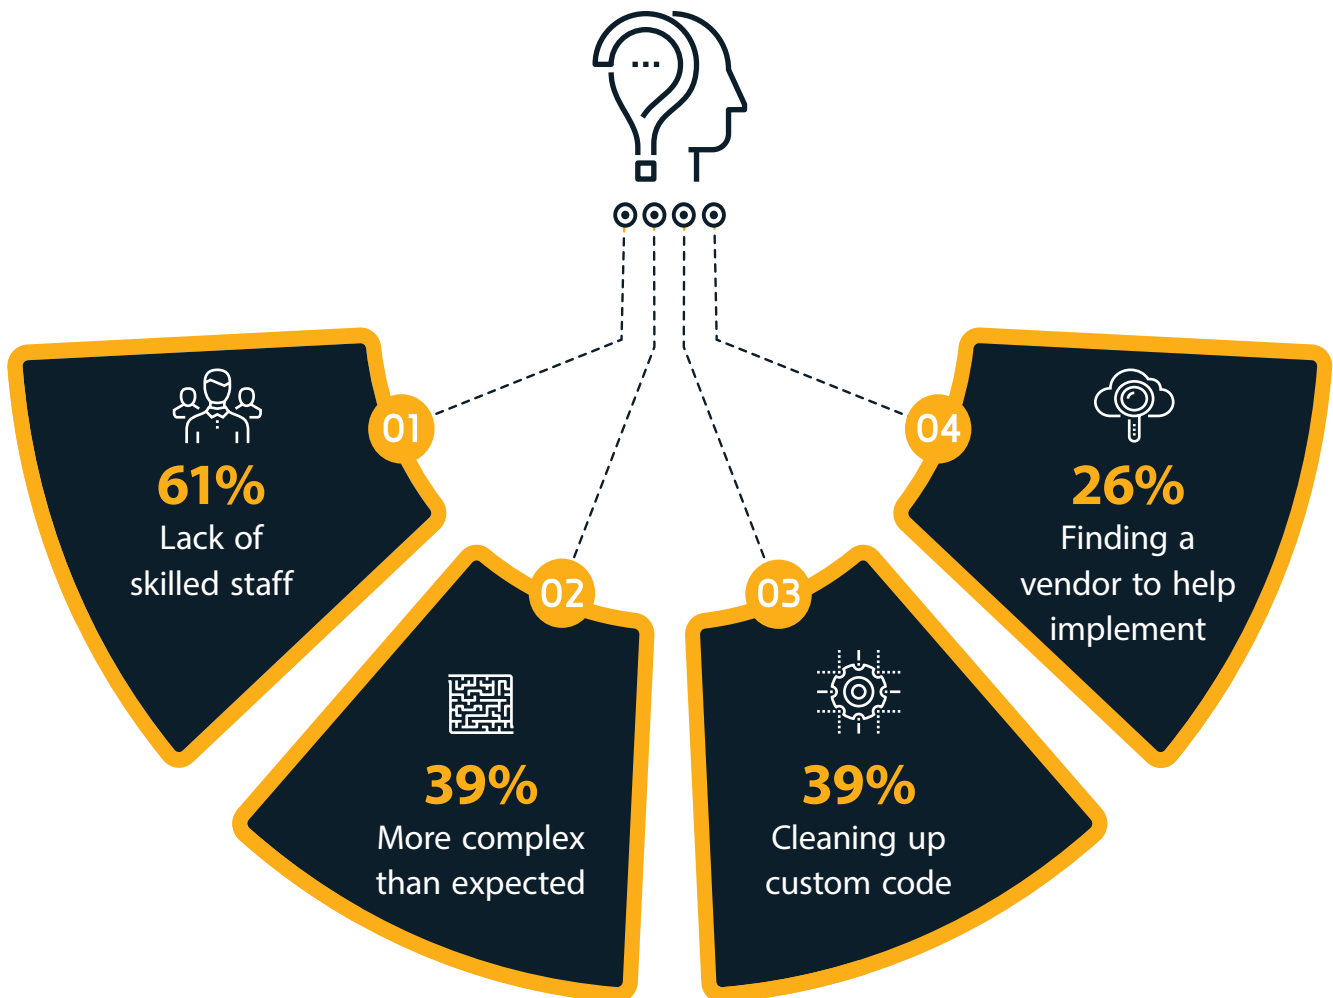 01
61%
Lack of
skilled staff
02
39%
More complex
than expected
03
39%
Cleaning up
custom code
04
26%
Finding a
vendor to help
implement